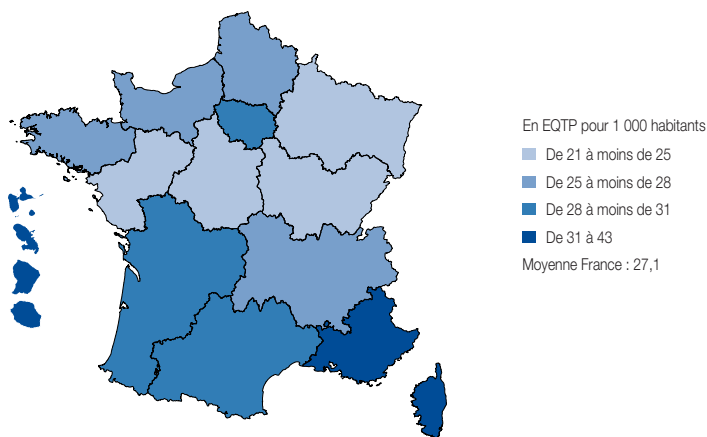 En EQTP pour 1 000 habitants
De 21 à moins de 25
De 25 à moins de 28
De 28 à moins de 31
De 31 à 43
Moyenne France : 27,1